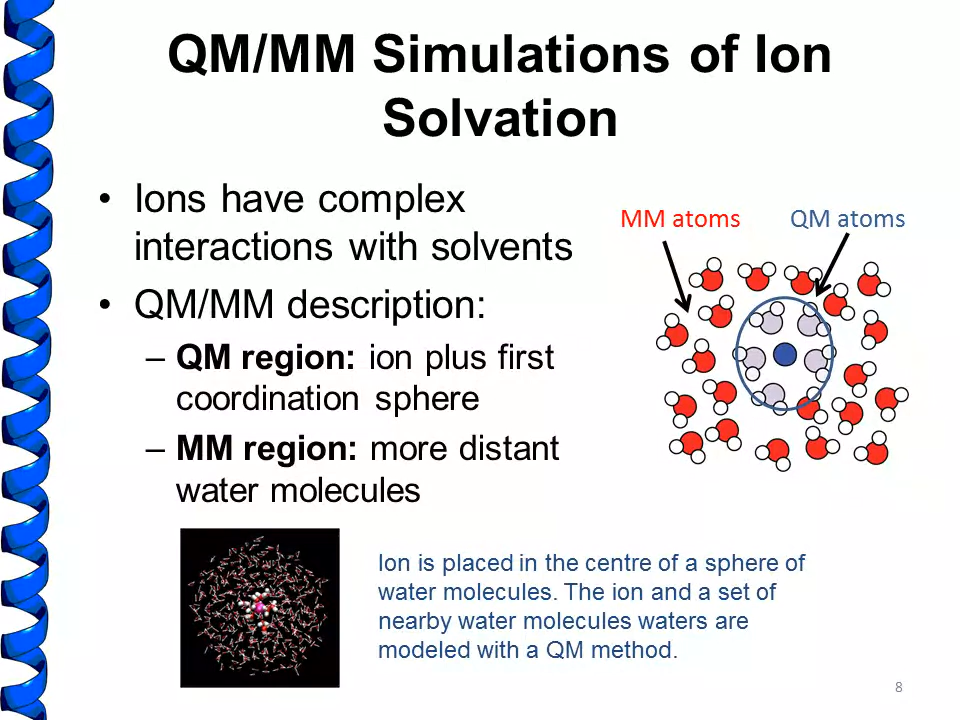 QM/MM Simulations of Ion
Solvation
• Ions have complex
interactions with solvents
• QM/MM description:
– QM region: ion plus first
coordination sphere
– MM region: more distant
water molecules
MM atoms QM atoms
Ion is placed in the centre of a sphere of
water molecules. The ion and a set of
nearby water molecules waters are
modeled with a QM method.
8